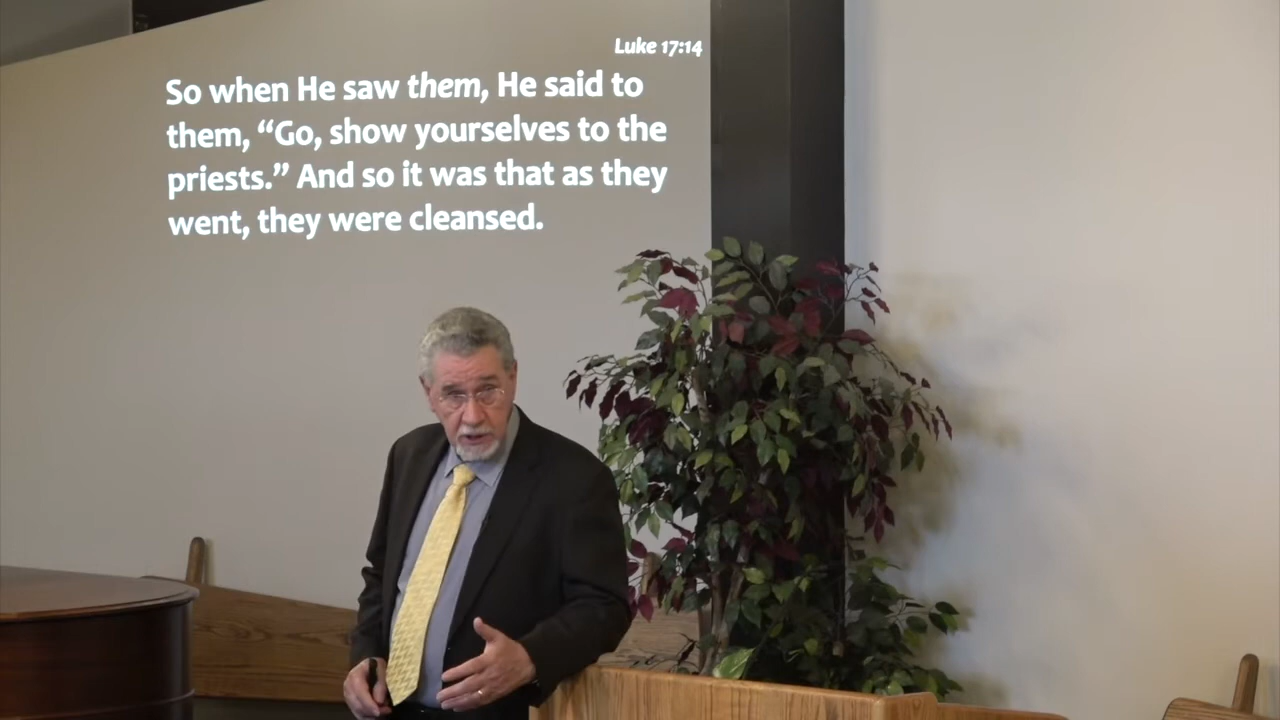 Luke 17:14
So when He saw them, He said to
them, “Go, show yourselves to the
priests.” And so it was that as they
went, they were cleansed.